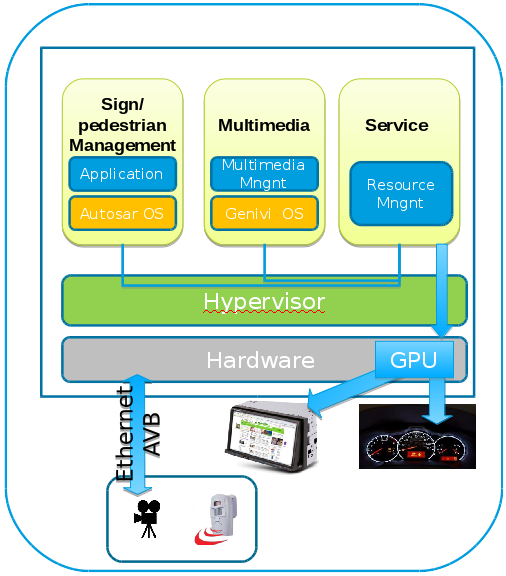 Sign/
pedestrian
Management
Application
Autosar OS
Multimedia
Multimedia
Mngnt
Genivi OS
Service
Resource
Mngnt
Hypervisor
Hardware
GPU
Ethernet
AVB